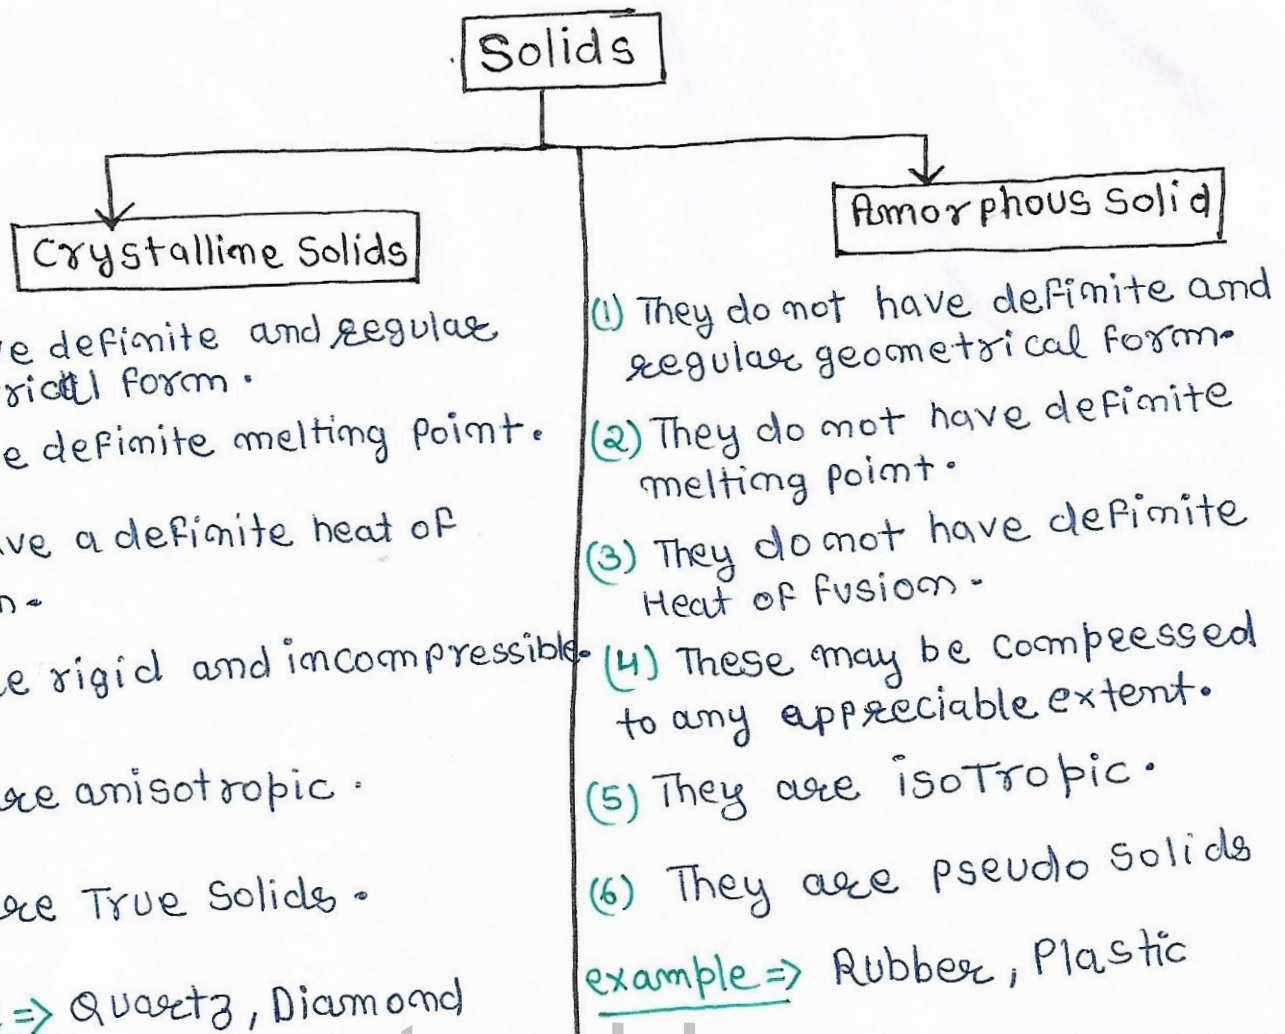 Solids
Crystalline Solids
Amorphous Solid
e definite and regular
rical form.
e definite melting point.
ve a definite heat of
n.
e rigid and incompressible.
re anisotropic.
re True Solids.
=> Quartz, Diamond
(1) They do not have definite and
regular geometrical form.
(2) They do not have definite
melting point.
(3) They do not have definite
Heat of fusion.
(4) These may be compressed
to any appreciable extent.
(5) They are isoTropic.
(6) They are pseudo Solids
example => Rubber, Plastic